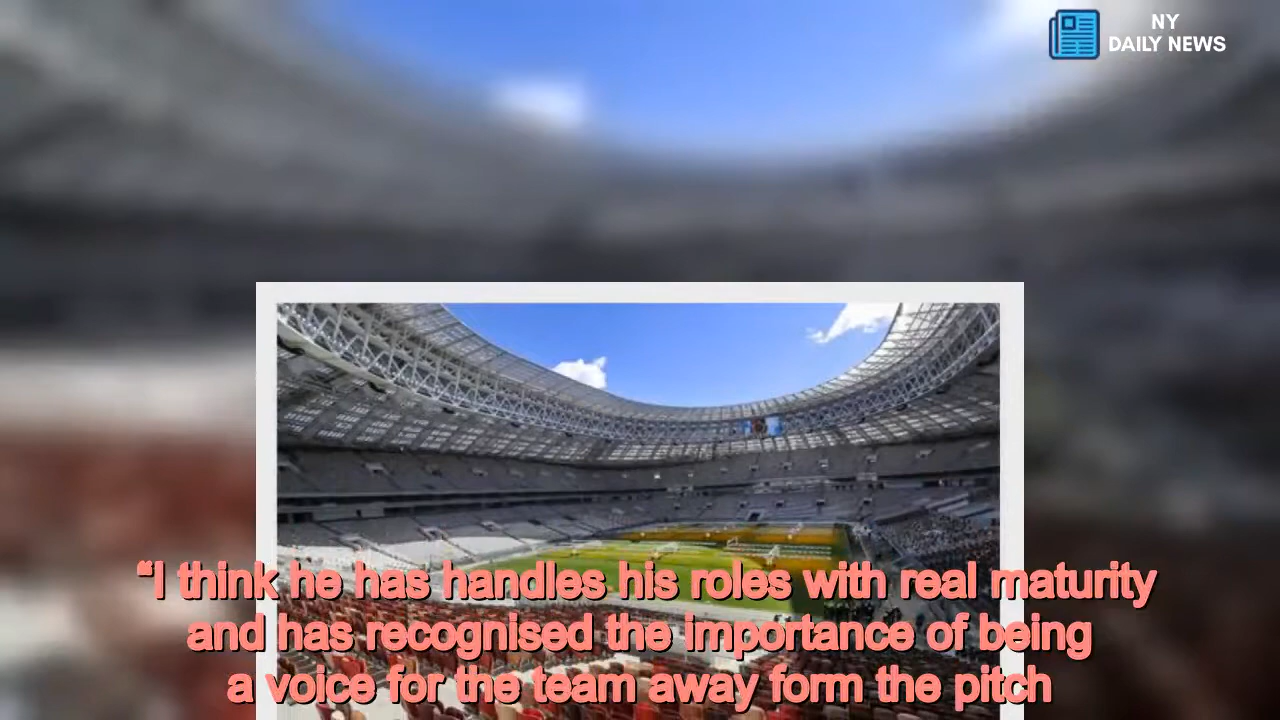 NY
DAILY NEWS
“I think he has handles his roles with real maturity
and has recognised the importance of being
a voice for the team away form the pitch